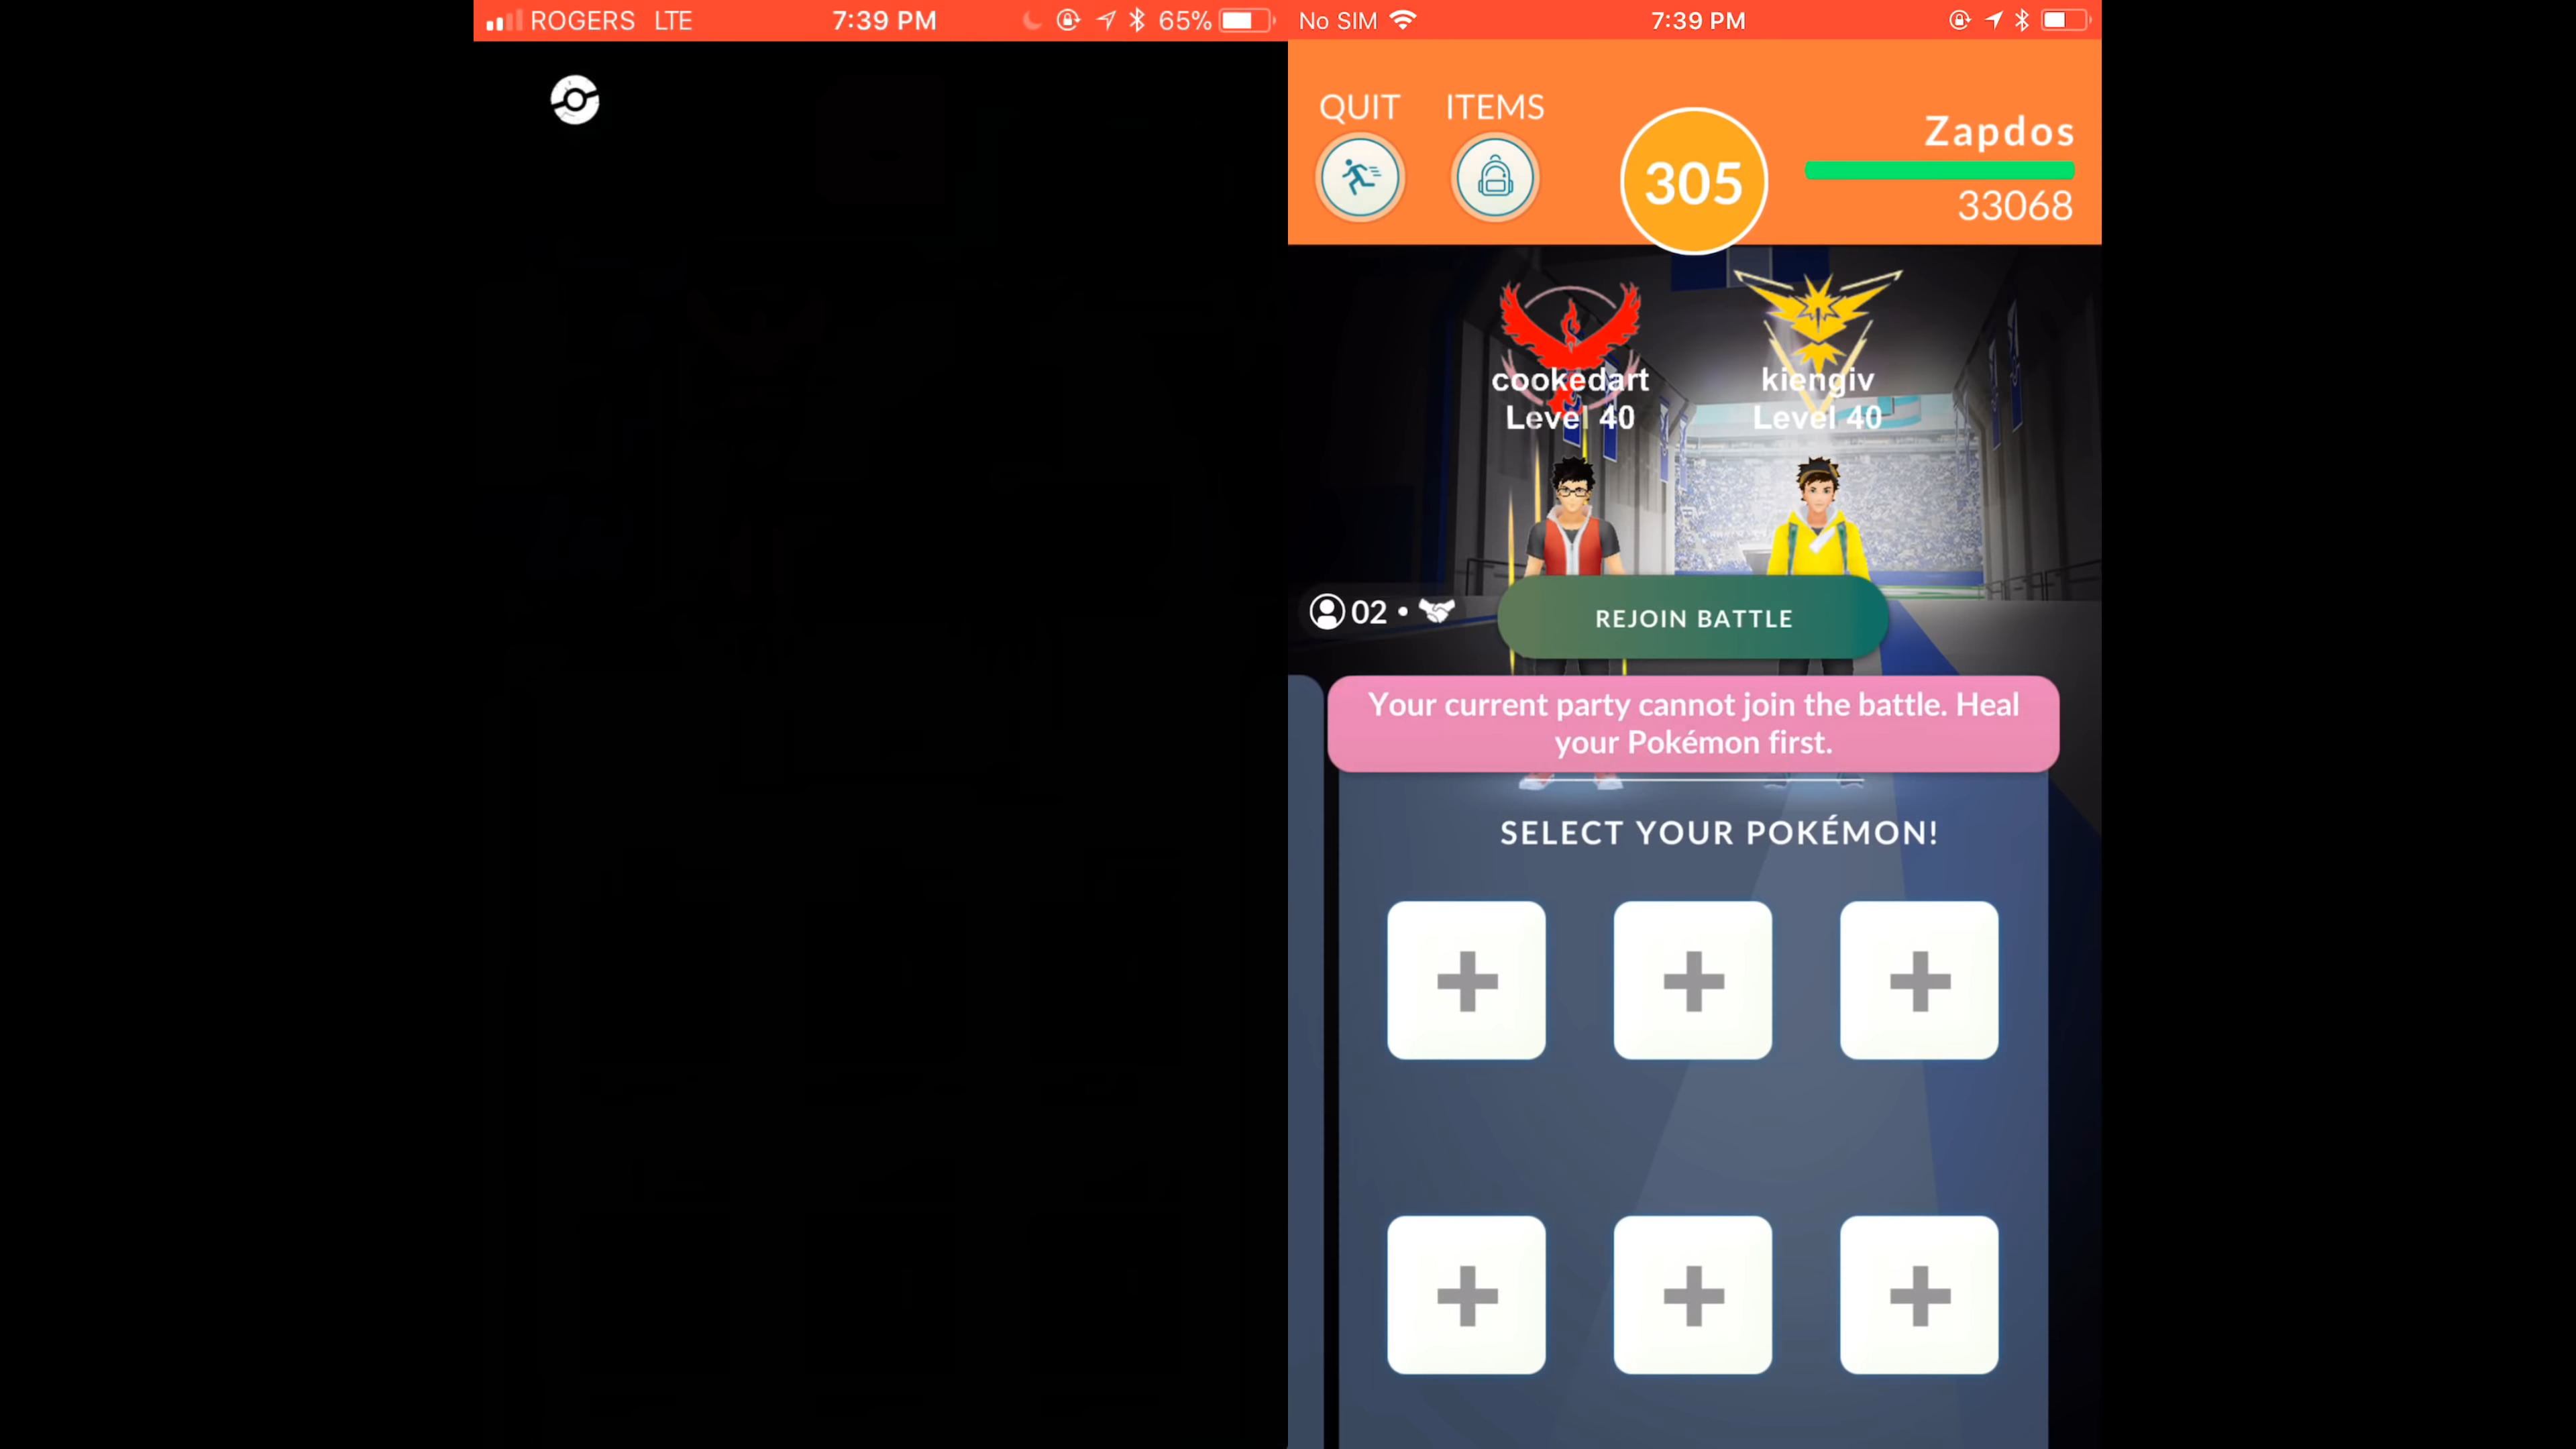 ROGERS LTE 7:39 PM 65%
No SIM 7:39 PM
QUIT ITEMS
305
Zapdos
33068
cookedart
Level 40
kiengiv
Level 40
02 •
REJOIN BATTLE
Your current party cannot join the battle. Heal
your Pokémon first.
SELECT YOUR POKÉMON!